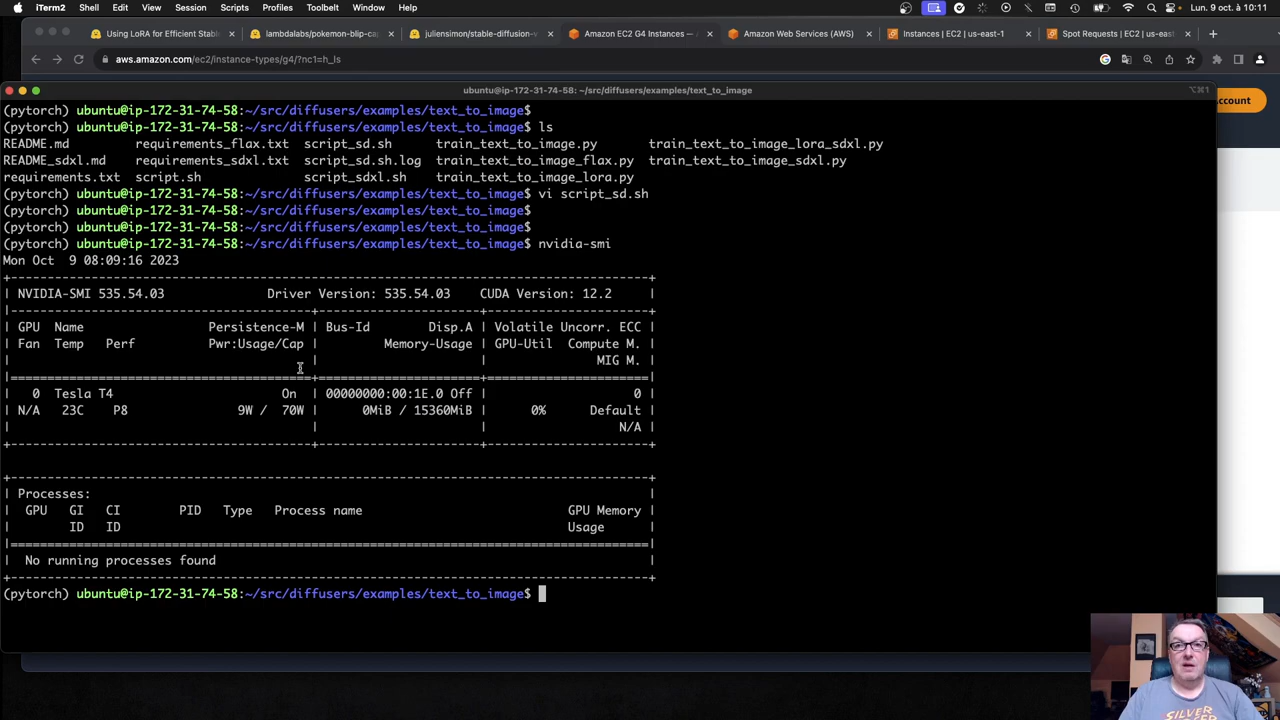 iTerm2 Shell Edit View Session Scripts Profiles Toolbelt Window Help Lun. 9 oct. à 10:11
Using LoRA for Efficient Stabl lambdalabs/pokemon-blip-ca juliensimon/stable-diffusion-v Amazon EC2 G4 Instances — Amazon Web Services (AWS) Instances | EC2 | us-east-1 Spot Requests | EC2 | us-east
aws.amazon.com/ec2/instance-types/g4/?nc1=h_ls
ubuntu@ip-172-31-74-58: ~/src/diffusers/examples/text_to_image ⌥⌘1
ccount
(pytorch) ubuntu@ip-172-31-74-58:~/src/diffusers/examples/text_to_image$
(pytorch) ubuntu@ip-172-31-74-58:~/src/diffusers/examples/text_to_image$ ls
README.md requirements_flax.txt script_sd.sh train_text_to_image.py train_text_to_image_lora_sdxl.py
README_sdxl.md requirements_sdxl.txt script_sd.sh.log train_text_to_image_flax.py train_text_to_image_sdxl.py
requirements.txt script.sh script_sdxl.sh train_text_to_image_lora.py
(pytorch) ubuntu@ip-172-31-74-58:~/src/diffusers/examples/text_to_image$ vi script_sd.sh
(pytorch) ubuntu@ip-172-31-74-58:~/src/diffusers/examples/text_to_image$
(pytorch) ubuntu@ip-172-31-74-58:~/src/diffusers/examples/text_to_image$
(pytorch) ubuntu@ip-172-31-74-58:~/src/diffusers/examples/text_to_image$ nvidia-smi
Mon Oct 9 08:09:16 2023
+-----------------------------------------------------------------------------+
| NVIDIA-SMI 535.54.03 Driver Version: 535.54.03 CUDA Version: 12.2 |
|-------------------------------+----------------------+----------------------+
| GPU Name Persistence-M | Bus-Id Disp.A | Volatile Uncorr. ECC
| Fan Temp Perf Pwr:Usage/Cap | Memory-Usage | GPU-Util Compute M.
| | | MIG M. |
|===============================+======================+======================|
| 0 Tesla T4 On | 00000000:00:1E.0 Off | 0 |
| N/A 23C P8 9W / 70W | 0MiB / 15360MiB | 0% Default |
| | | N/A |
+-------------------------------+----------------------+----------------------+
+-----------------------------------------------------------------------------+
| Processes: |
| GPU GI CI PID Type Process name GPU Memory |
| ID ID Usage |
|=============================================================================|
| No running processes found |
+-----------------------------------------------------------------------------+
(pytorch) ubuntu@ip-172-31-74-58:~/src/diffusers/examples/text_to_image$
SILVER